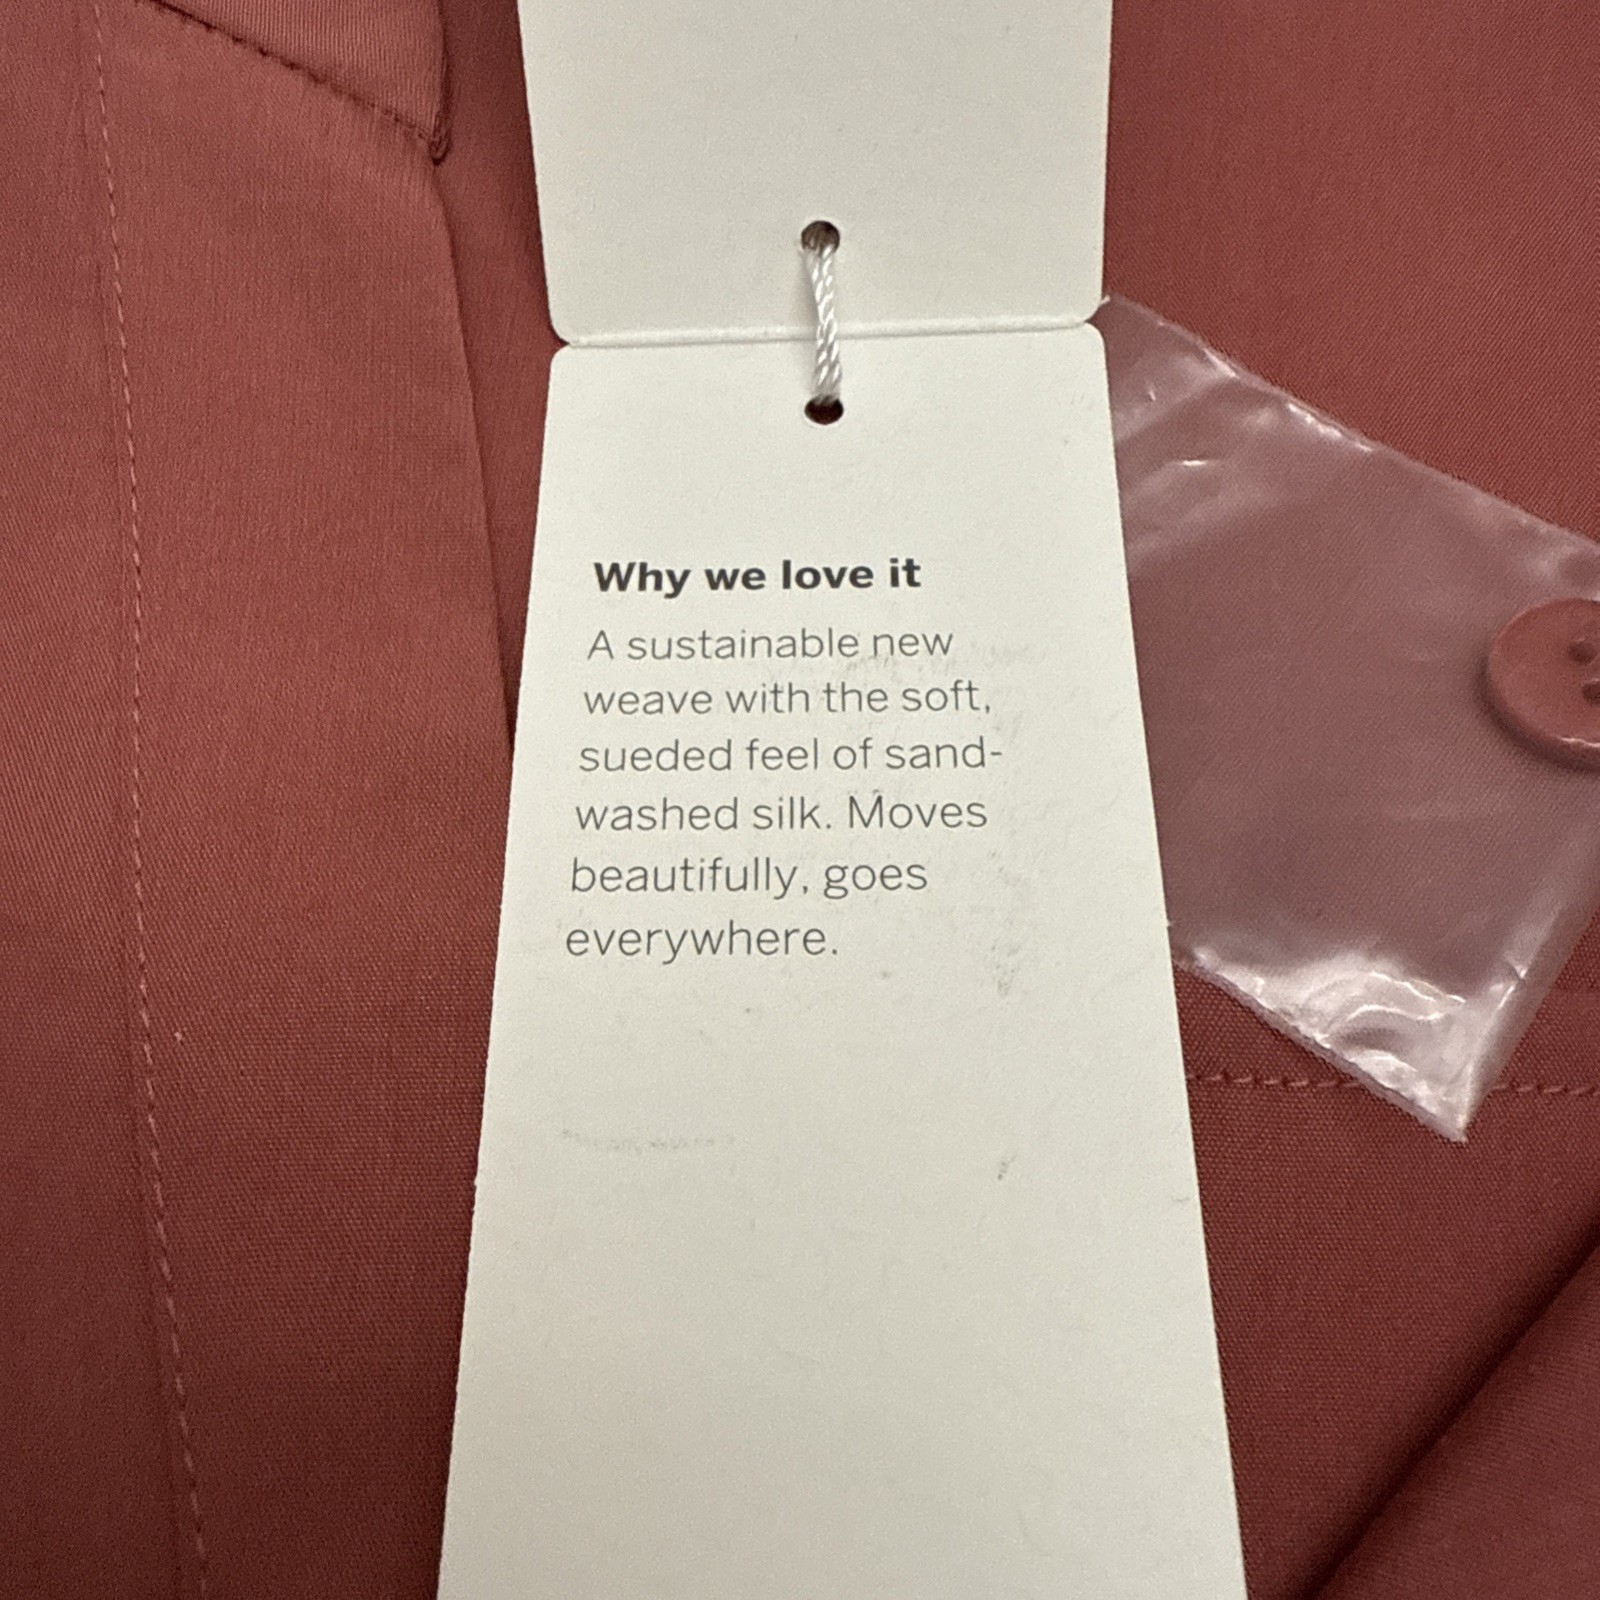 Why we love it
A sustainable new
weave with the soft,
sueded feel of sand-
washed silk. Moves
beautifully, goes
everywhere.